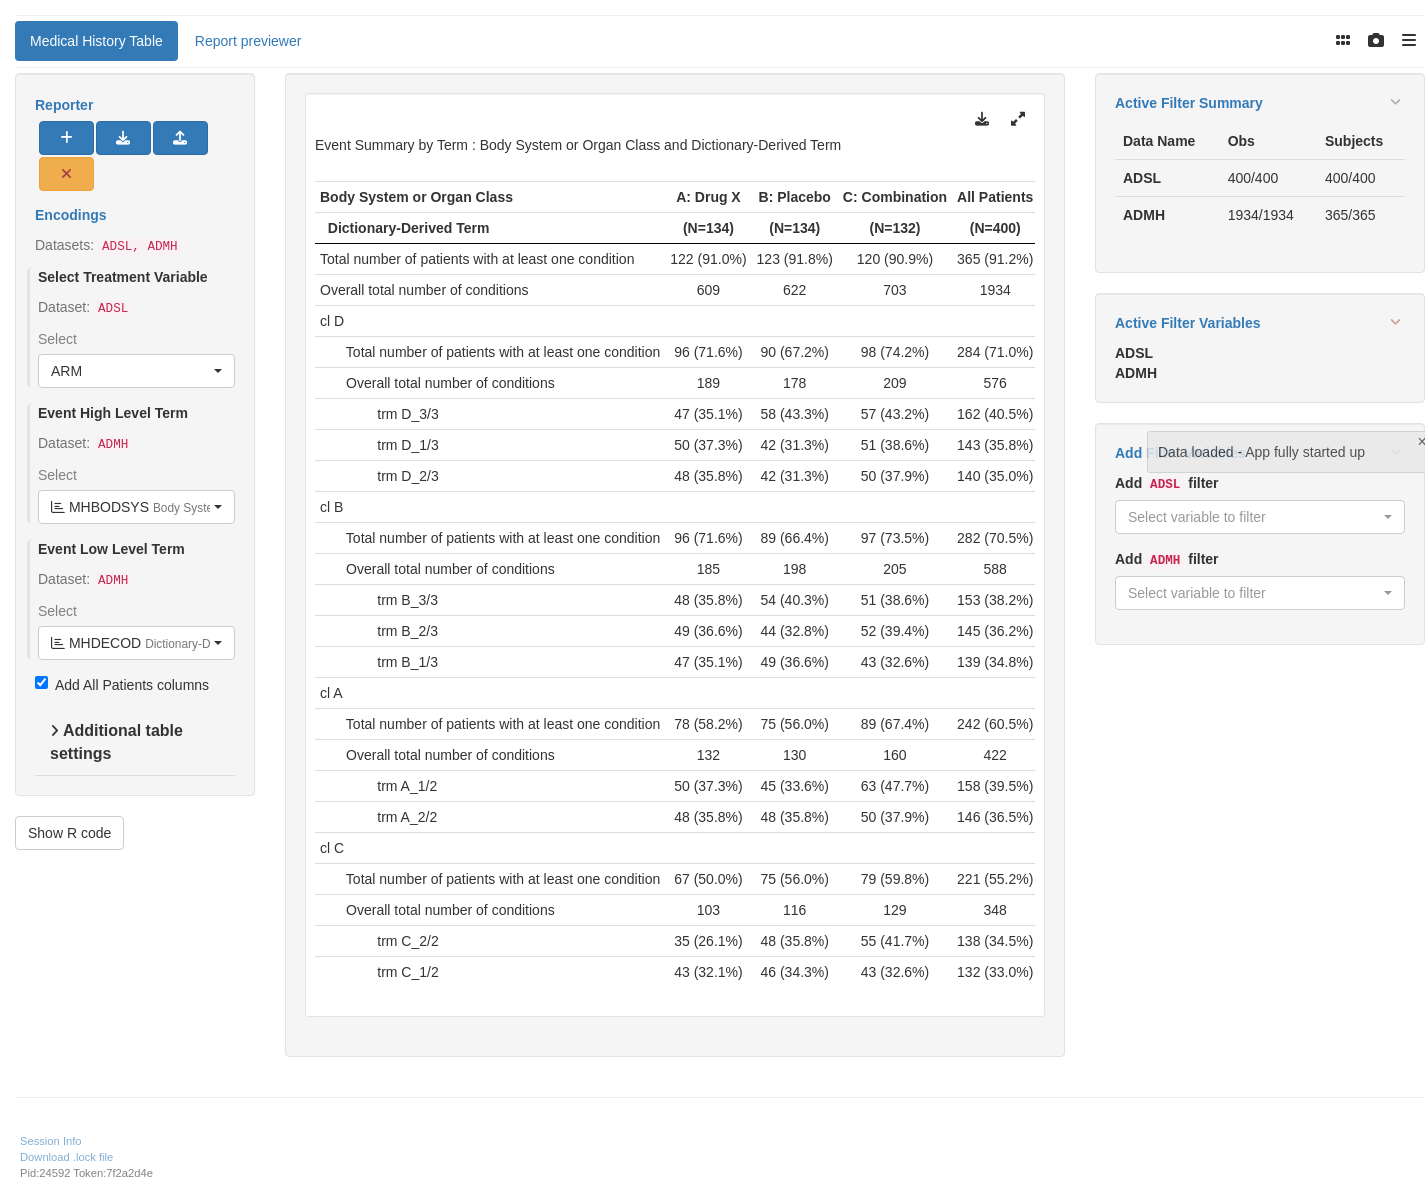 Medical History Table Report previewer
Reporter
Encodings
Datasets: ADSL, ADMH
Select Treatment Variable
Dataset: ADSL
Select
ARM
Event High Level Term
Dataset: ADMH
Select
MHBODSYS Body Syste
Event Low Level Term
Dataset: ADMH
Select
MHDECOD Dictionary-D
Add All Patients columns
Additional table
settings
Show R code
Event Summary by Term : Body System or Organ Class and Dictionary-Derived Term
Body System or Organ Class A: Drug X B: Placebo C: Combination All Patients
Dictionary-Derived Term (N=134) (N=134) (N=132) (N=400)
Total number of patients with at least one condition 122 (91.0%) 123 (91.8%) 120 (90.9%) 365 (91.2%)
Overall total number of conditions 609 622 703 1934
cl D
Total number of patients with at least one condition 96 (71.6%) 90 (67.2%) 98 (74.2%) 284 (71.0%)
Overall total number of conditions 189 178 209 576
trm D_3/3 47 (35.1%) 58 (43.3%) 57 (43.2%) 162 (40.5%)
trm D_1/3 50 (37.3%) 42 (31.3%) 51 (38.6%) 143 (35.8%)
trm D_2/3 48 (35.8%) 42 (31.3%) 50 (37.9%) 140 (35.0%)
cl B
Total number of patients with at least one condition 96 (71.6%) 89 (66.4%) 97 (73.5%) 282 (70.5%)
Overall total number of conditions 185 198 205 588
trm B_3/3 48 (35.8%) 54 (40.3%) 51 (38.6%) 153 (38.2%)
trm B_2/3 49 (36.6%) 44 (32.8%) 52 (39.4%) 145 (36.2%)
trm B_1/3 47 (35.1%) 49 (36.6%) 43 (32.6%) 139 (34.8%)
cl A
Total number of patients with at least one condition 78 (58.2%) 75 (56.0%) 89 (67.4%) 242 (60.5%)
Overall total number of conditions 132 130 160 422
trm A_1/2 50 (37.3%) 45 (33.6%) 63 (47.7%) 158 (39.5%)
trm A_2/2 48 (35.8%) 48 (35.8%) 50 (37.9%) 146 (36.5%)
cl C
Total number of patients with at least one condition 67 (50.0%) 75 (56.0%) 79 (59.8%) 221 (55.2%)
Overall total number of conditions 103 116 129 348
trm C_2/2 35 (26.1%) 48 (35.8%) 55 (41.7%) 138 (34.5%)
trm C_1/2 43 (32.1%) 46 (34.3%) 43 (32.6%) 132 (33.0%)
Active Filter Summary
Data Name Obs Subjects
ADSL 400/400 400/400
ADMH 1934/1934 365/365
Active Filter Variables
ADSL
ADMH
Add
Data loaded - App fully started up
Add ADSL filter
Select variable to filter
Add ADMH filter
Select variable to filter
Session Info
Download .lock file
Pid:24592 Token:7f2a2d4e